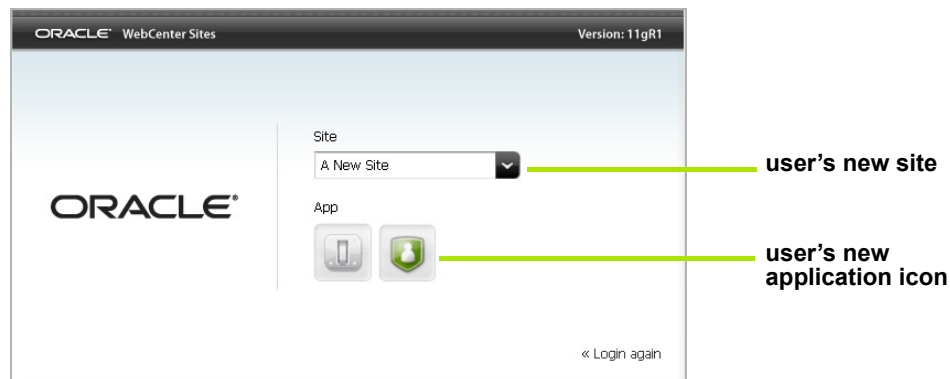 ORACLE® WebCenter Sites Version: 11gR1
Site
A New Site
user's new site
ORACLE®
App
user's new
application icon
« Login again